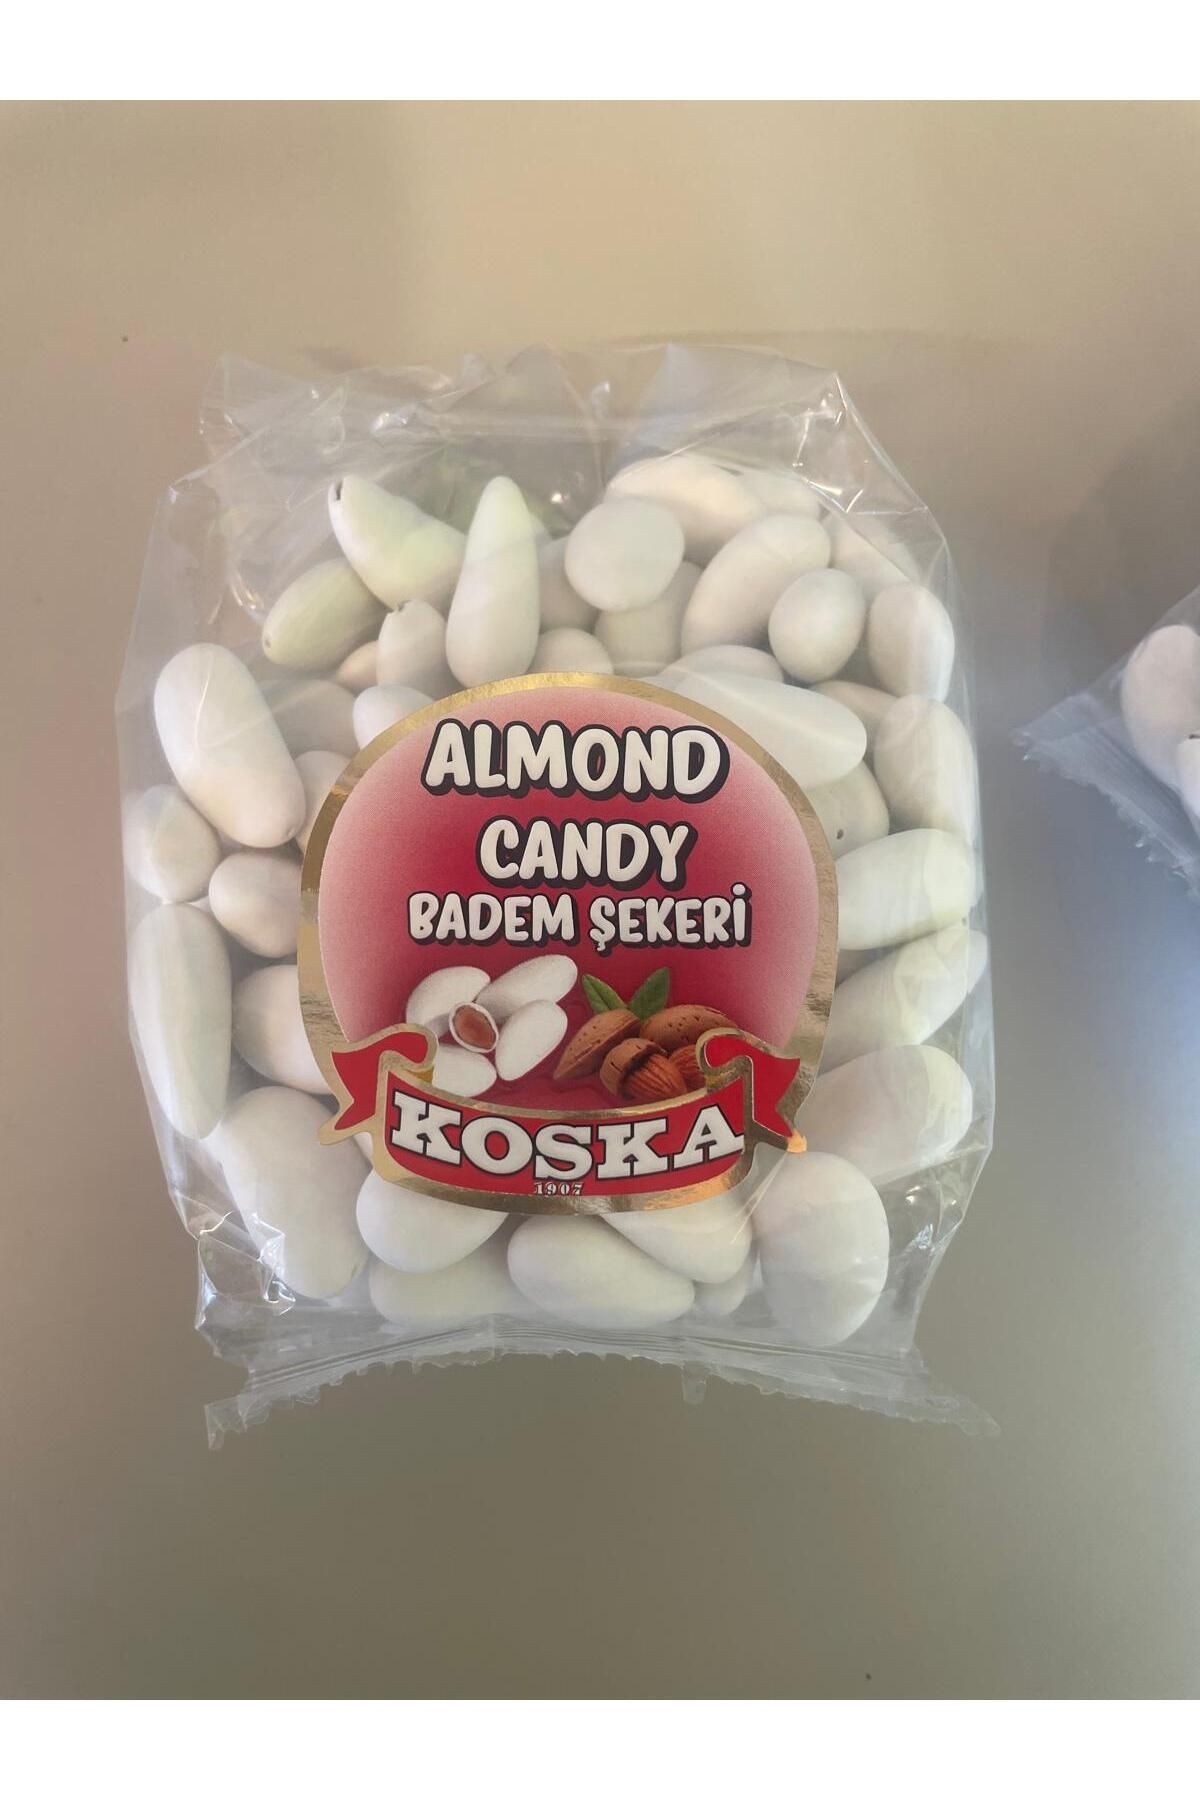 ALMOND
CANDY
BADEM ŞEKERİ
KOSKA
1907